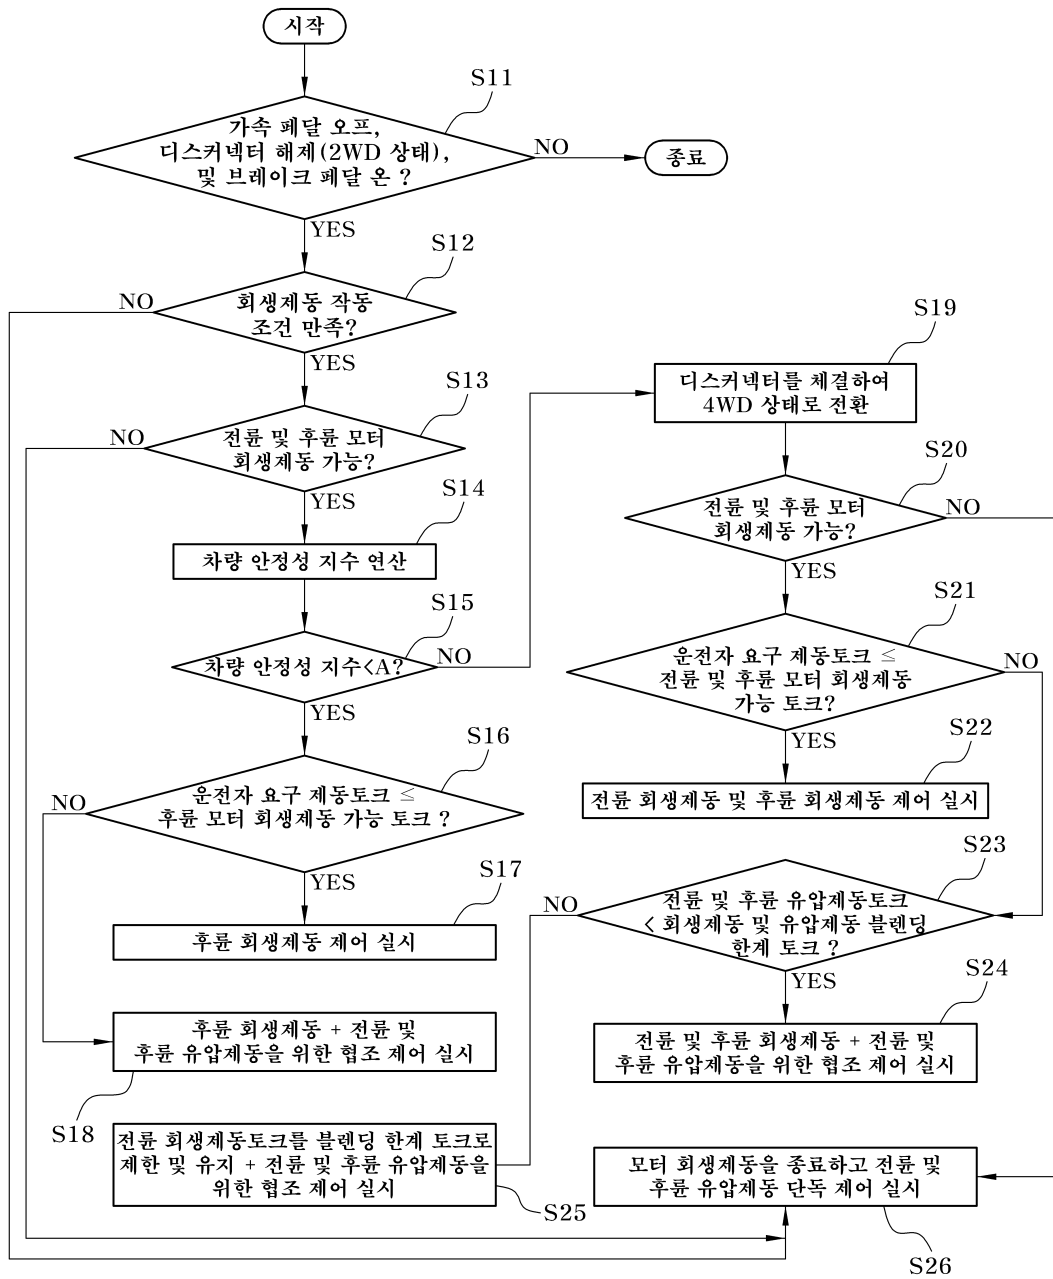 시작
S11
가속 페달 오프,
디스커넥터 해제(2WD 상태),
및 브레이크 페달 온 ?
NO
종료
YES
S12
회생제동 작동
조건 만족?
NO
YES
S13
전륜 및 후륜 모터
회생제동 가능?
NO
YES
S14
차량 안정성 지수 연산
S15
차량 안정성 지수<A?
NO
YES
S16
운전자 요구 제동토크 ≤
후륜 모터 회생제동 가능 토크 ?
NO
YES
S17
후륜 회생제동 제어 실시
후륜 회생제동 + 전륜 및
후륜 유압제동을 위한 협조 제어 실시
S18
S19
디스커넥터를 체결하여
4WD 상태로 전환
S20
전륜 및 후륜 모터
회생제동 가능?
NO
YES
S21
운전자 요구 제동토크 ≤
전륜 및 후륜 모터 회생제동
가능 토크?
NO
YES
S22
전륜 회생제동 및 후륜 회생제동 제어 실시
S23
전륜 및 후륜 유압제동토크
< 회생제동 및 유압제동 블렌딩
한계 토크 ?
NO
YES
S24
전륜 및 후륜 회생제동 + 전륜 및
후륜 유압제동을 위한 협조 제어 실시
전륜 회생제동토크를 블렌딩 한계 토크로
제한 및 유지 + 전륜 및 후륜 유압제동을
위한 협조 제어 실시
S25
모터 회생제동을 종료하고 전륜 및
후륜 유압제동 단독 제어 실시
S26